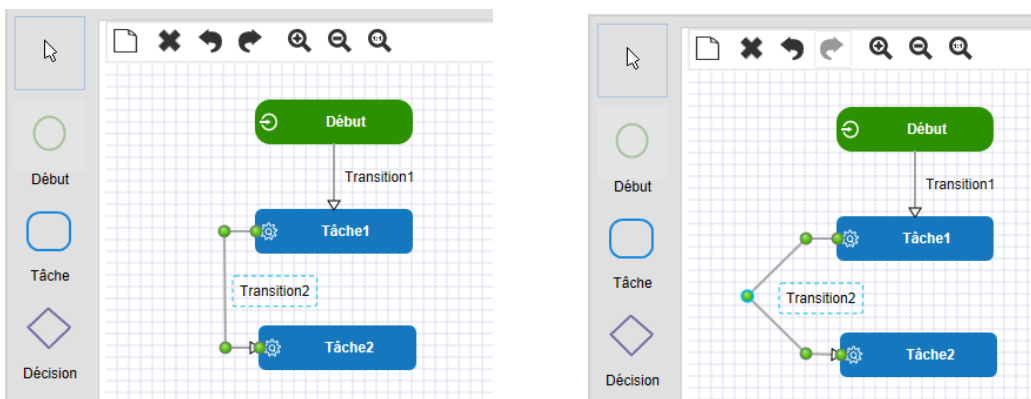 Début
Transition1
Début
Tâche1
Tâche
Transition2
Tâche2
Décision
Début
Transition1
Début
Tâche1
Tâche
Transition2
Tâche2
Décision